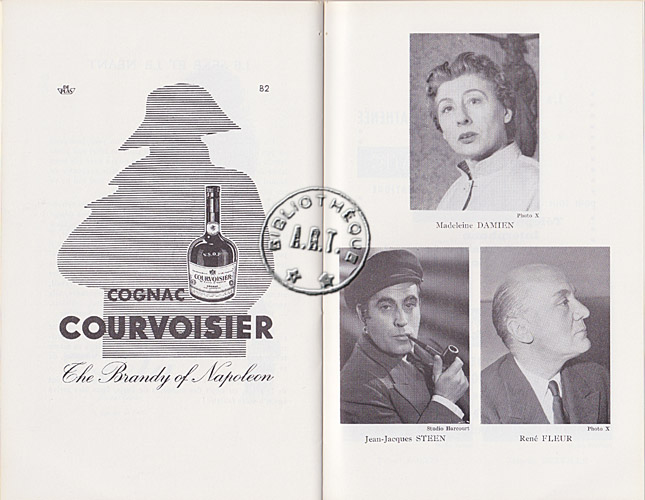 B2
V.S.O.P
COURVOISIER
COGNAC
COURVOISIER
The Brandy of Napoleon
BIBLIOTHÈQUE
A.R.T.
Photo X
Madeleine DAMIEN
Studio Harcourt
Jean-Jacques STEEN
Photo X
René FLEUR